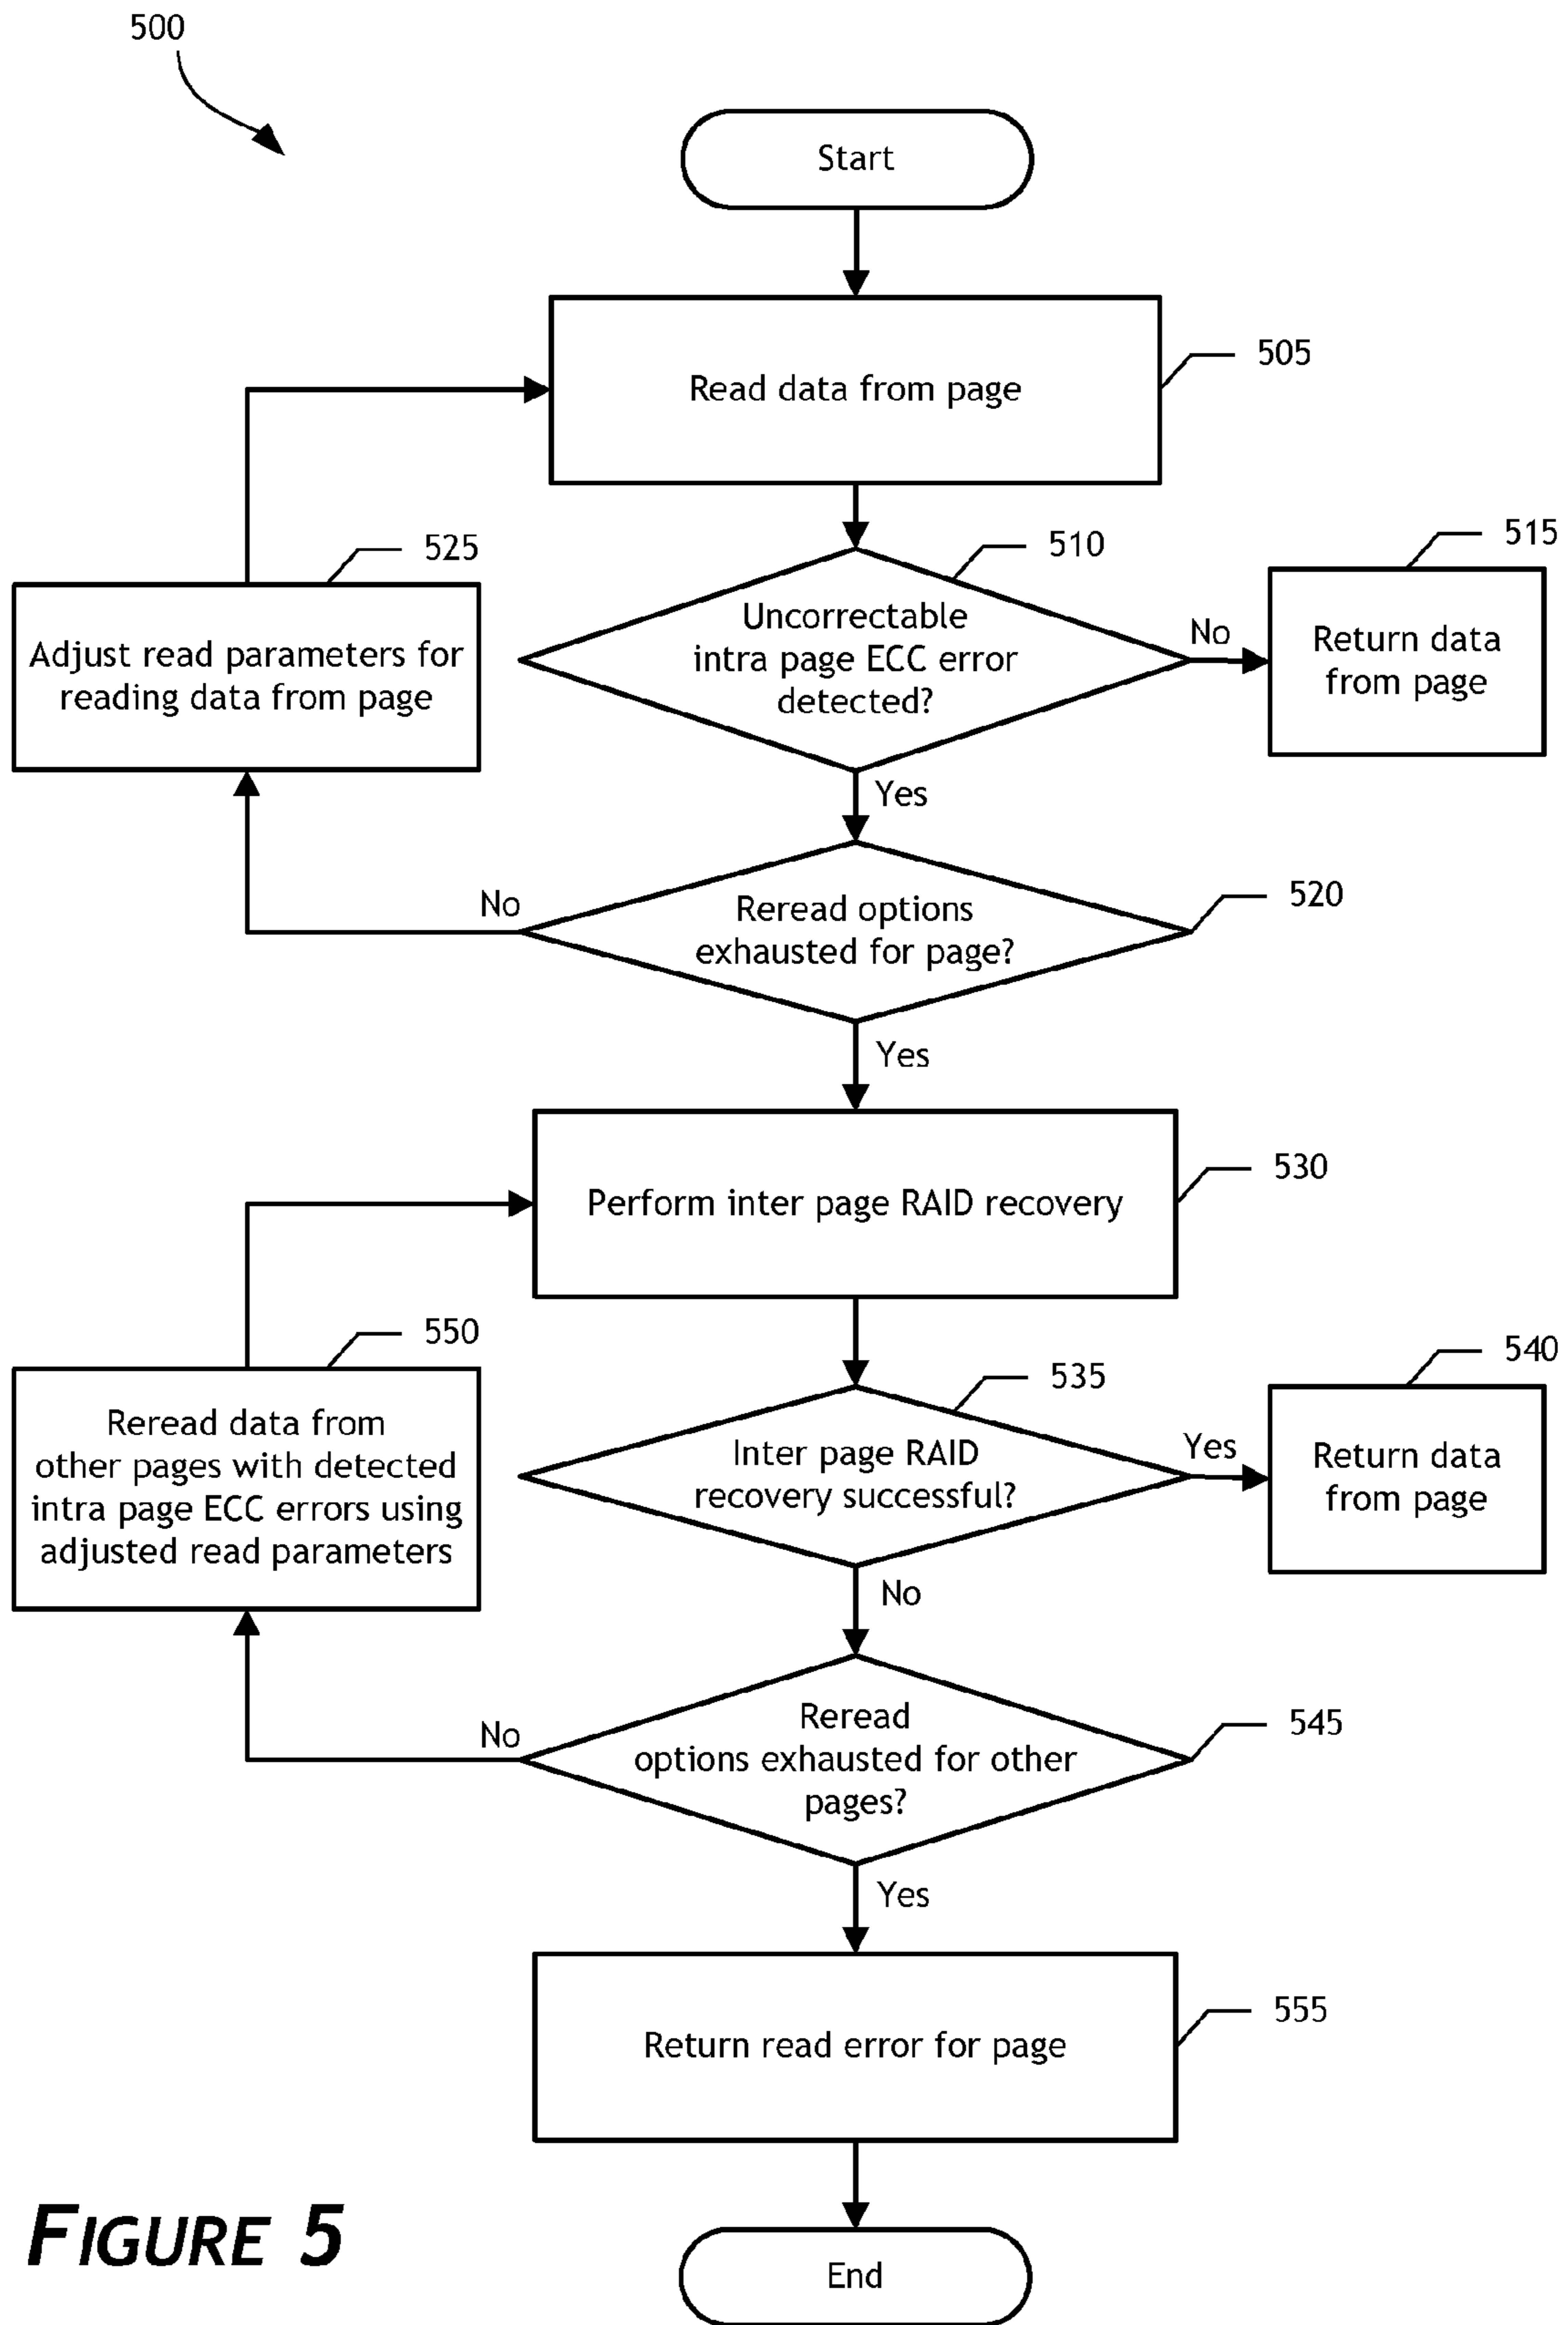 500
Start
505
Read data from page
525
510
515
Adjust read parameters for
reading data from page
Uncorrectable
intra page ECC error
detected?
No
Return data
from page
Yes
520
No
Reread options
exhausted for page?
Yes
530
Perform inter page RAID recovery
550
535
540
Reread data from
other pages with detected
intra page ECC errors using
adjusted read parameters
Inter page RAID
recovery successful?
Yes
Return data
from page
No
545
No
Reread
options exhausted for other
pages?
Yes
555
Return read error for page
FIGURE 5
End